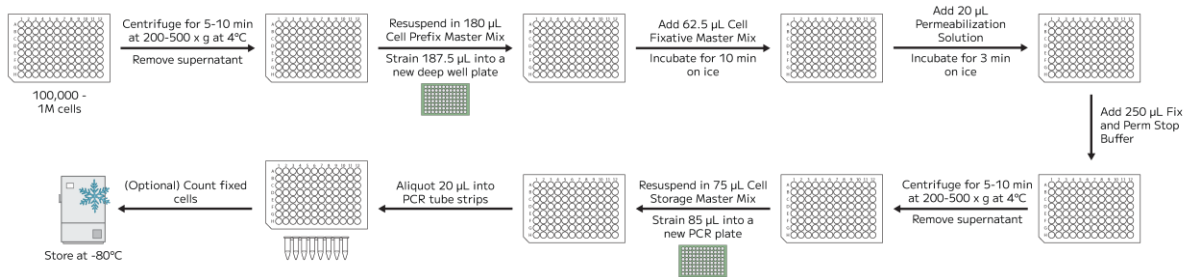 100,000 -
1M cells
Centrifuge for 5-10 min
at 200-500 x g at 4ºC
Remove supernatant
Resuspend in 180 µL
Cell Prefix Master Mix
Strain 187.5 µL into a
new deep well plate
Add 62.5 µL Cell
Fixative Master Mix
Incubate for 10 min
on ice
Add 20 µL
Permeabilization
Solution
Incubate for 3 min
on ice
Add 250 µL Fix
and Perm Stop
Buffer
Centrifuge for 5-10 min
at 200-500 x g at 4ºC
Remove supernatant
Resuspend in 75 µL Cell
Storage Master Mix
Strain 85 µL into a
new PCR plate
Aliquot 20 µL into
PCR tube strips
(Optional) Count fixed
cells
Store at -80ºC